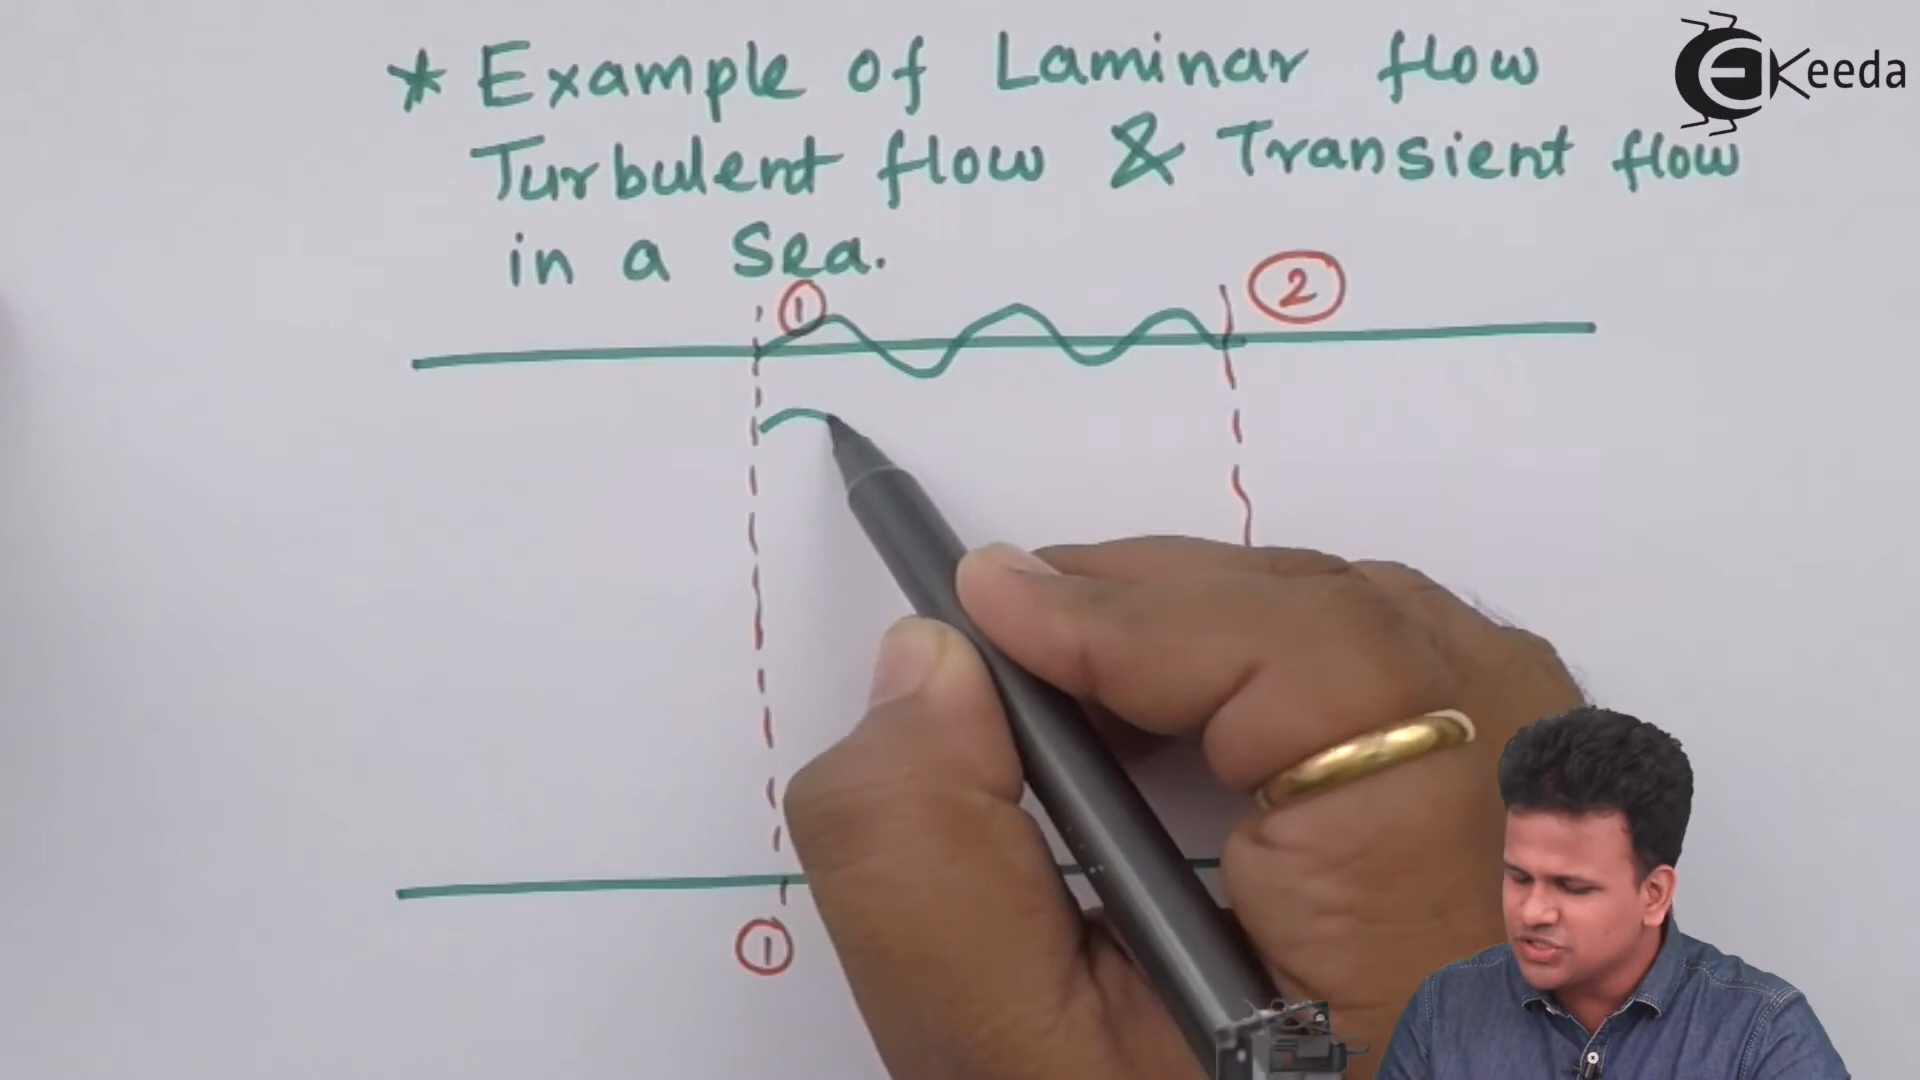 * Example of Laminar flow
Turbulent flow & Transient flow
in a Sea.
EKeeda
1
2
1